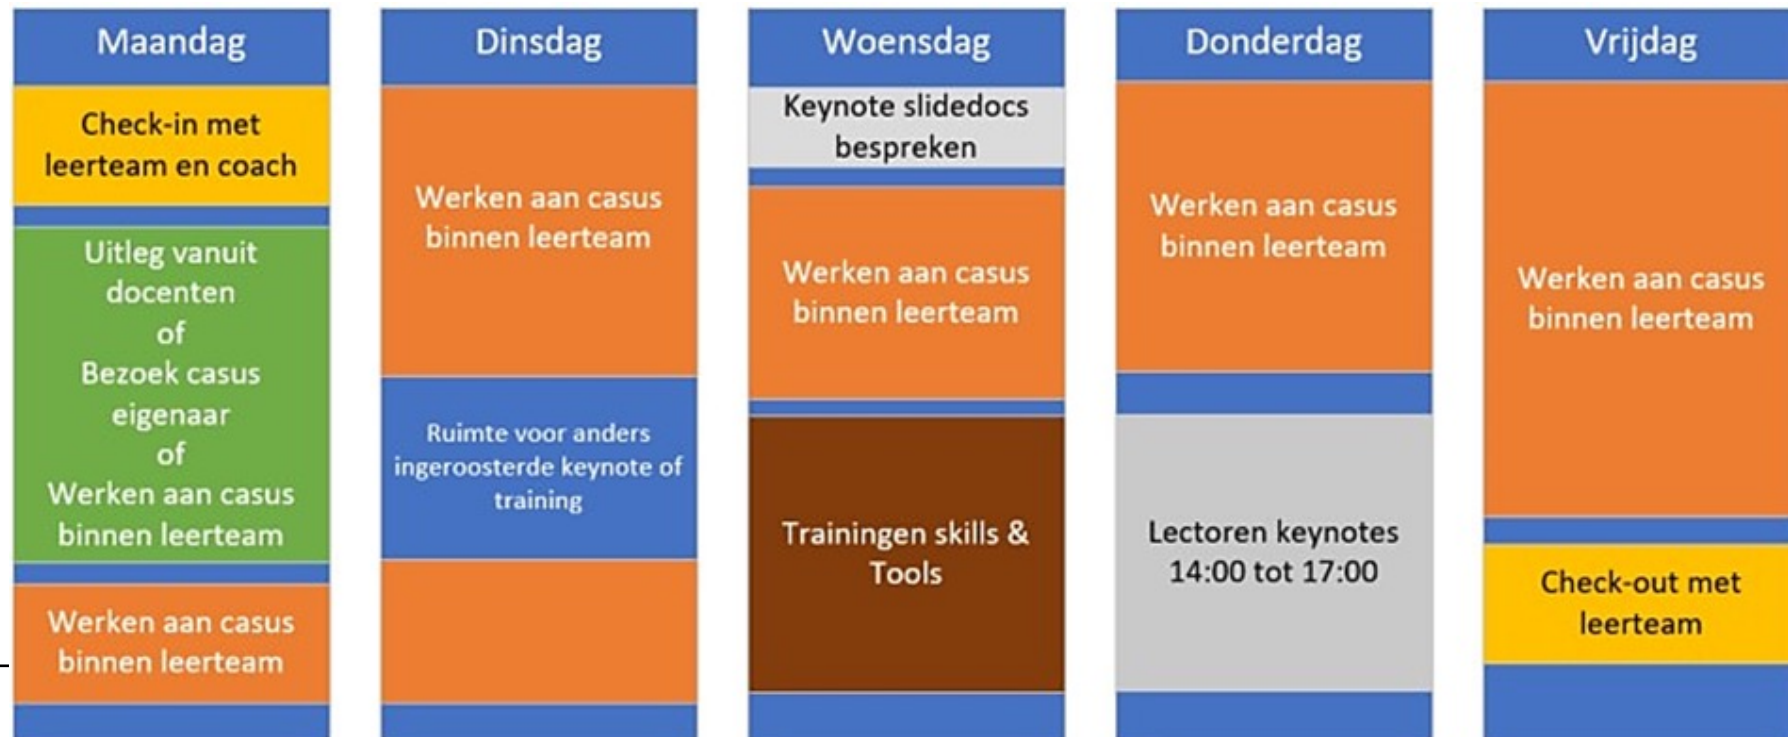 Maandag
Check-in met
leerteam en coach
Uitleg vanuit
docenten
of
Bezoek casus
eigenaar
of
Werken aan casus
binnen leerteam
Werken aan casus
binnen leerteam
Dinsdag
Werken aan casus
binnen leerteam
Ruimte voor anders
ingeroosterde keynote of
training
Woensdag
Keynote slidedocs
bespreken
Werken aan casus
binnen leerteam
Trainingen skills &
Tools
Donderdag
Werken aan casus
binnen leerteam
Lectoren keynotes
14:00 tot 17:00
Vrijdag
Werken aan casus
binnen leerteam
Check-out met
leerteam